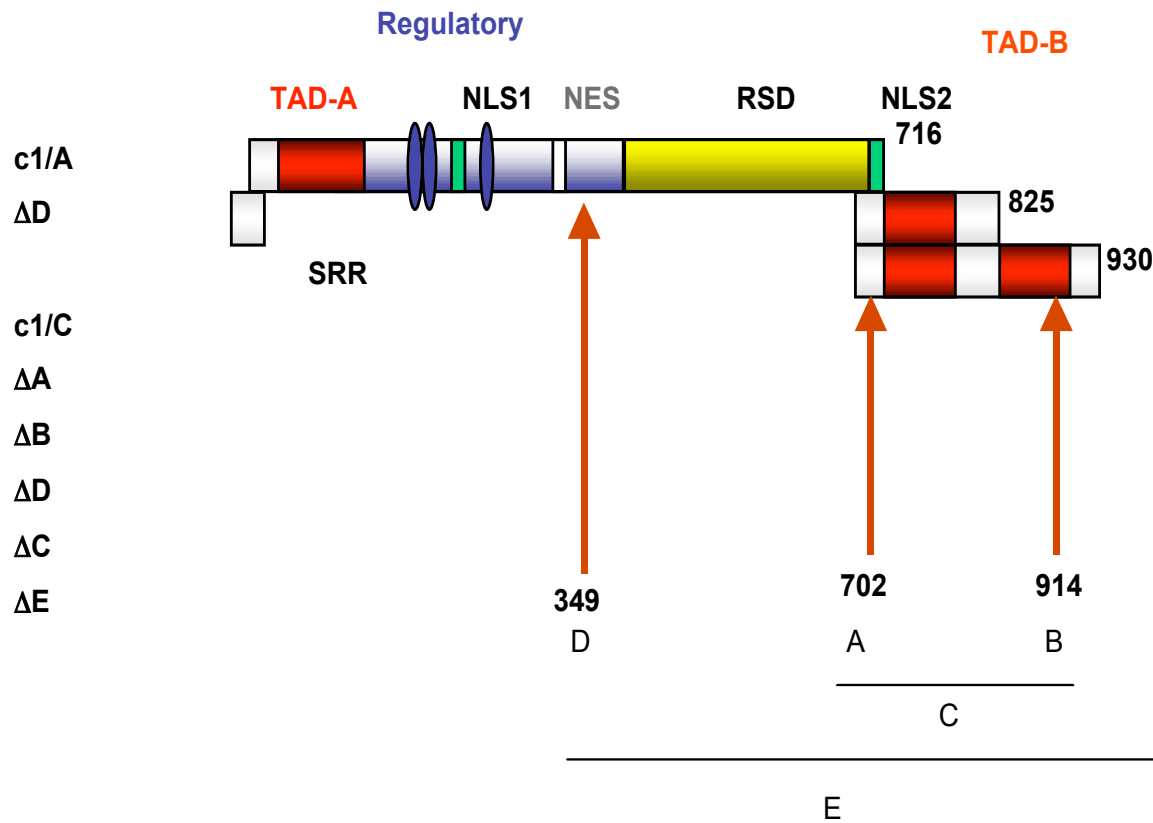 Regulatory
TAD-B
TAD-A NLS1 NES RSD NLS2
716
c1/A
ΔD
825
SRR
930
c1/C
ΔA
ΔB
ΔD
ΔC
ΔE
349 702 914
D A B
C
E